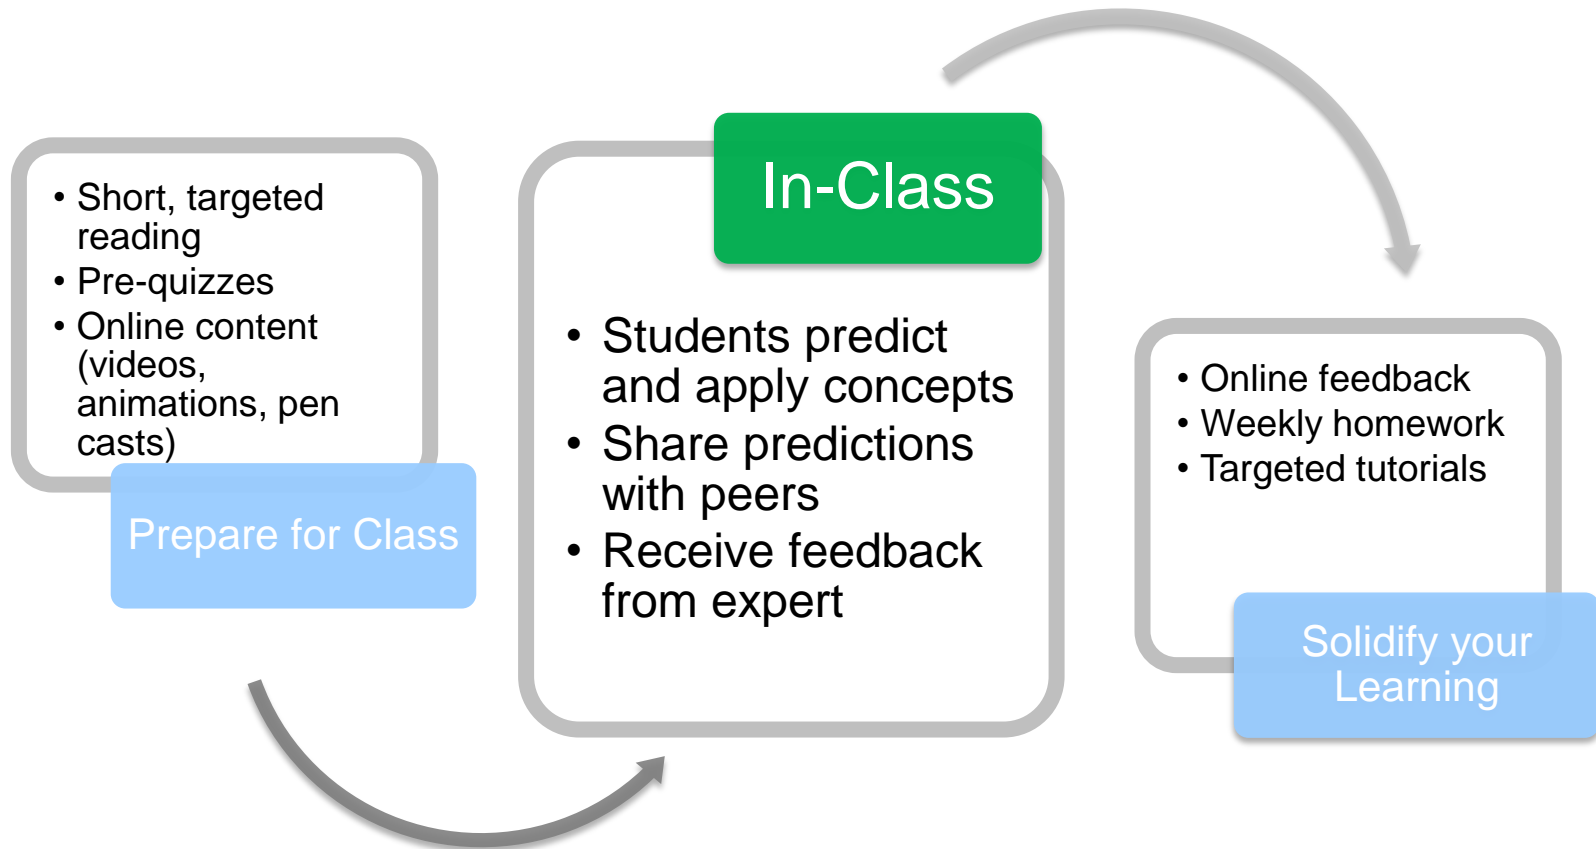 • Short, targeted
reading
• Pre-quizzes
• Online content
(videos,
animations, pen
casts)
Prepare for Class
In-Class
• Students predict
and apply concepts
• Share predictions
with peers
• Receive feedback
from expert
• Online feedback
• Weekly homework
• Targeted tutorials
Solidify your
Learning